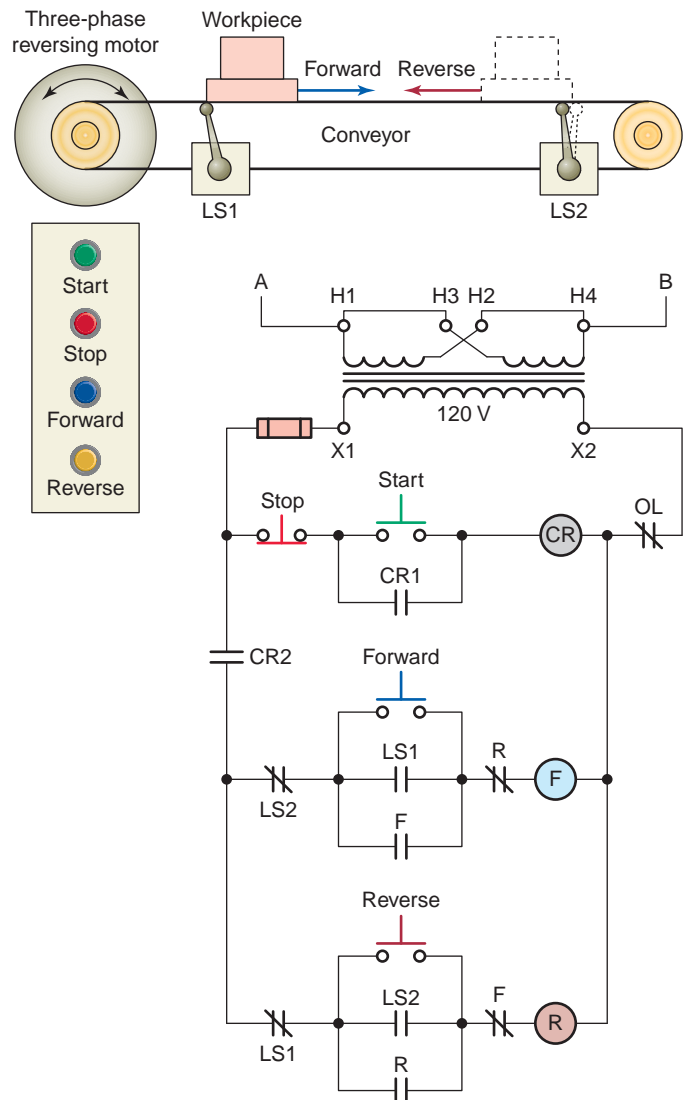 Three-phase
reversing motor
Workpiece
Forward
Reverse
Conveyor
LS1
LS2
Start
Stop
Forward
Reverse
A
H1
H3
H2
H4
B
120 V
X1
X2
Stop
Start
OL
CR
CR1
CR2
Forward
LS1
R
F
LS2
F
Reverse
LS2
F
R
LS1
R